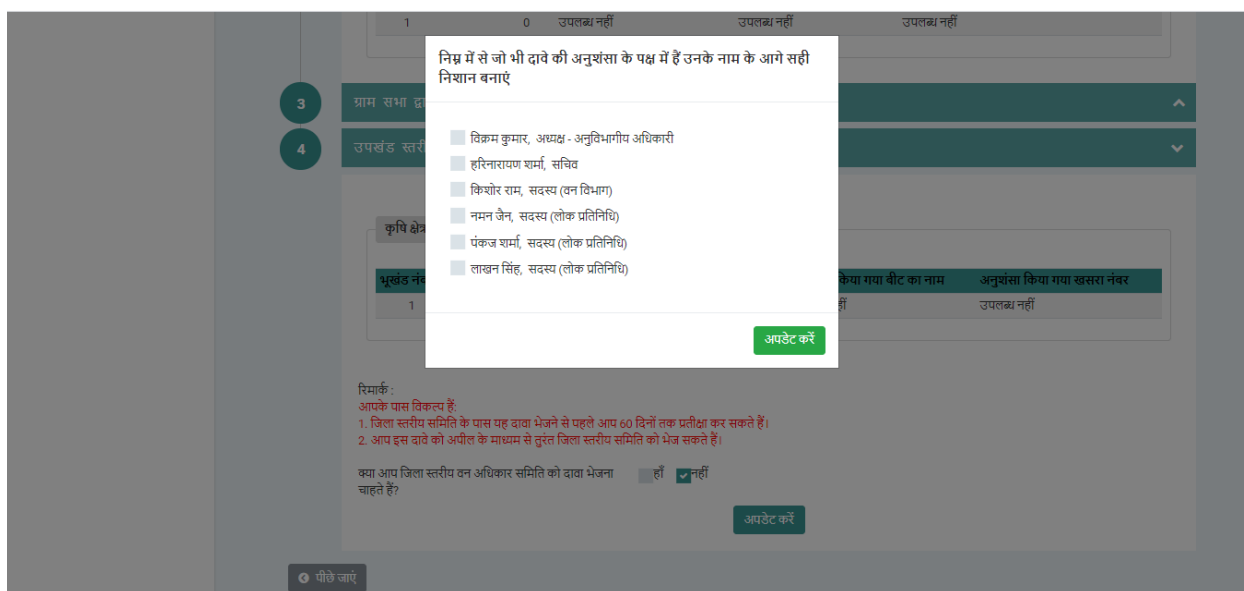 1 0 उपलब्ध नहीं उपलब्ध नहीं उपलब्ध नहीं
निम्न में से जो भी दावे की अनुशंसा के पक्ष में हैं उनके नाम के आगे सही
निशान बनाएं
3 ग्राम सभा
4 उपखंड स्तरी
विक्रम कुमार, अध्यक्ष - अनुविभागीय अधिकारी
हरिनारायण शर्मा, सचिव
किशोर राम, सदस्य (वन विभाग)
नमन जैन, सदस्य (लोक प्रतिनिधि)
पंकज शर्मा, सदस्य (लोक प्रतिनिधि)
लाखन सिंह, सदस्य (लोक प्रतिनिधि)
कृषि क्षेत्र
भूखंड नं किया गया बीट का नाम अनुशंसा किया गया खसरा नंबर
1 उपलब्ध नहीं
अपडेट करें
रिमार्क :
आपके पास विकल्प हैं:
1. जिला स्तरीय समिति के पास यह दावा भेजने से पहले आप 60 दिनों तक प्रतीक्षा कर सकते हैं।
2. आप इस दावे को अपील के माध्यम से तुरंत जिला स्तरीय समिति को भेज सकते हैं।
क्या आप जिला स्तरीय वन अधिकार समिति को दावा भेजना हाँ नहीं
चाहते हैं?
अपडेट करें
पीछे जाएं